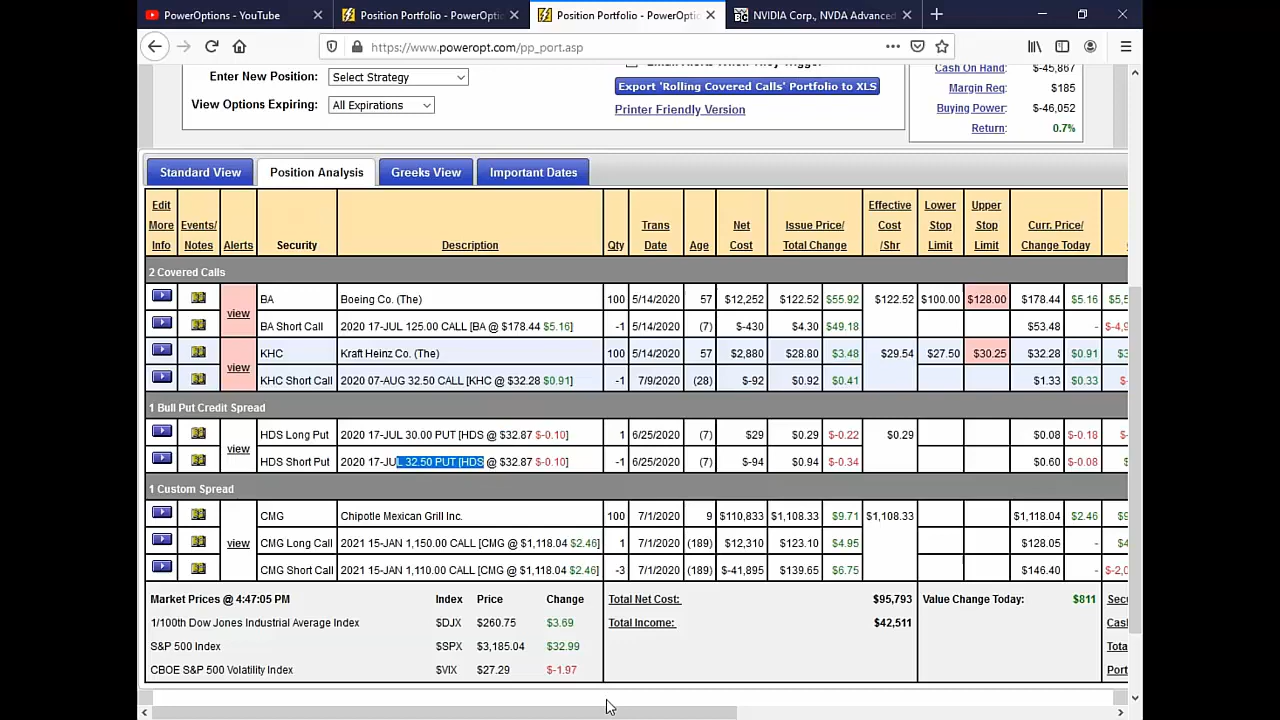 PowerOptions - YouTube
Position Portfolio - PowerOptic
Position Portfolio - PowerOptic
NVIDIA Corp., NVDA Advanced
https://www.poweropt.com/pp_port.asp
Enter New Position: Select Strategy
View Options Expiring: All Expirations
Export 'Rolling Covered Calls' Portfolio to XLS
Printer Friendly Version
Cash On Hand: $-45,867
Margin Req: $185
Buying Power: $-46,052
Return: 0.7%
Standard View Position Analysis Greeks View Important Dates
Edit More Info Events/ Notes Alerts Security Description Qty Trans Date Age Net Cost Issue Price/ Total Change Effective Cost /Shr Lower Stop Limit Upper Stop Limit Curr. Price/ Change Today
2 Covered Calls
view BA Boeing Co. (The) 100 5/14/2020 57 $12,252 $122.52 $55.92 $122.52 $100.00 $128.00 $178.44 5.16 $5,5
BA Short Call 2020 17-JUL 125.00 CALL [BA @ $178.44 $5.16] -1 5/14/2020 (7) $-430 $4.30 $49.18 $53.48 - $-4,9
view KHC Kraft Heinz Co. (The) 100 5/14/2020 57 $2,880 $28.80 $3.48 $29.54 $27.50 $30.25 $32.28 $0.91 $3
KHC Short Call 2020 07-AUG 32.50 CALL [KHC @ $32.28 $0.91] -1 7/9/2020 (28) $-92 $0.92 $0.41 $1.33 $0.33 $-
1 Bull Put Credit Spread
view HDS Long Put 2020 17-JUL 30.00 PUT [HDS @ $32.87 $-0.10] 1 6/25/2020 (7) $29 $0.29 $-0.22 $0.29 $0.08 $-0.18 $-
HDS Short Put 2020 17-JUL 32.50 PUT [HDS @ $32.87 $-0.10] -1 6/25/2020 (7) $-94 $0.94 $-0.34 $0.60 $-0.08 $-
1 Custom Spread
view CMG Chipotle Mexican Grill Inc. 100 7/1/2020 9 $110,833 $1,108.33 $9.71 $1,108.33 $1,118.04 $2.46 $9
CMG Long Call 2021 15-JAN 1,150.00 CALL [CMG @ $1,118.04 $2.46] 1 7/1/2020 (189) $12,310 $123.10 $4.95 $128.05 - $4
CMG Short Call 2021 15-JAN 1,110.00 CALL [CMG @ $1,118.04 $2.46] -3 7/1/2020 (189) $-41,895 $139.65 $6.75 $146.40 - $-2,0
Market Prices @ 4:47:05 PM Index Price Change Total Net Cost: $95,793 Value Change Today: $811 Secu
1/100th Dow Jones Industrial Average Index $DJX $260.75 $3.69 Total Income: $42,511 Cas
S&P 500 Index $SPX $3,185.04 $32.99 Tota
CBOE S&P 500 Volatility Index $VIX $27.29 $-1.97 Port